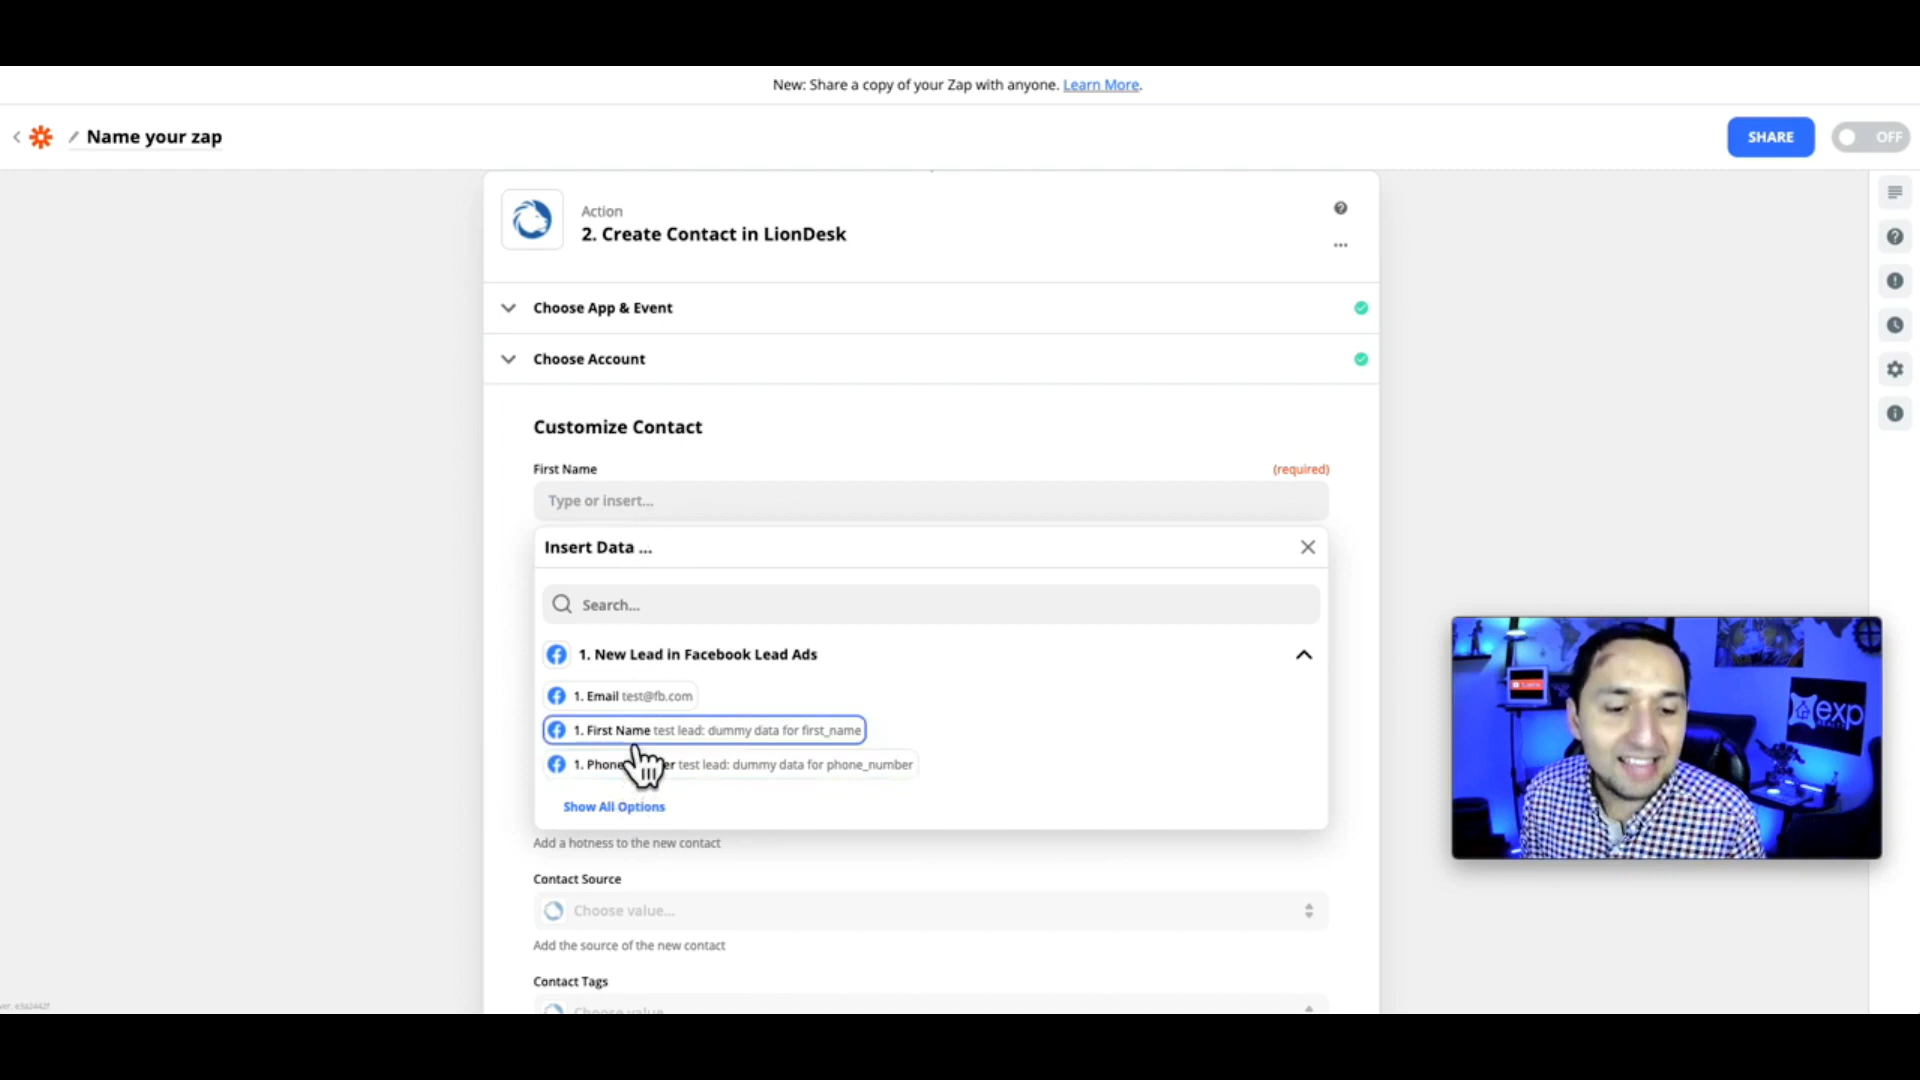 New: Share a copy of your Zap with anyone. Learn More.
Name your zap
SHARE
OFF
Action
2. Create Contact in LionDesk
Choose App & Event
Choose Account
Customize Contact
First Name
(required)
Type or insert...
Insert Data ...
Search...
1. New Lead in Facebook Lead Ads
1. Email test@fb.com
1. First Name test lead: dummy data for first_name
1. Phone test lead: dummy data for phone_number
Show All Options
Add a hotness to the new contact
Contact Source
Choose value...
Add the source of the new contact
Contact Tags
Choose value
exp